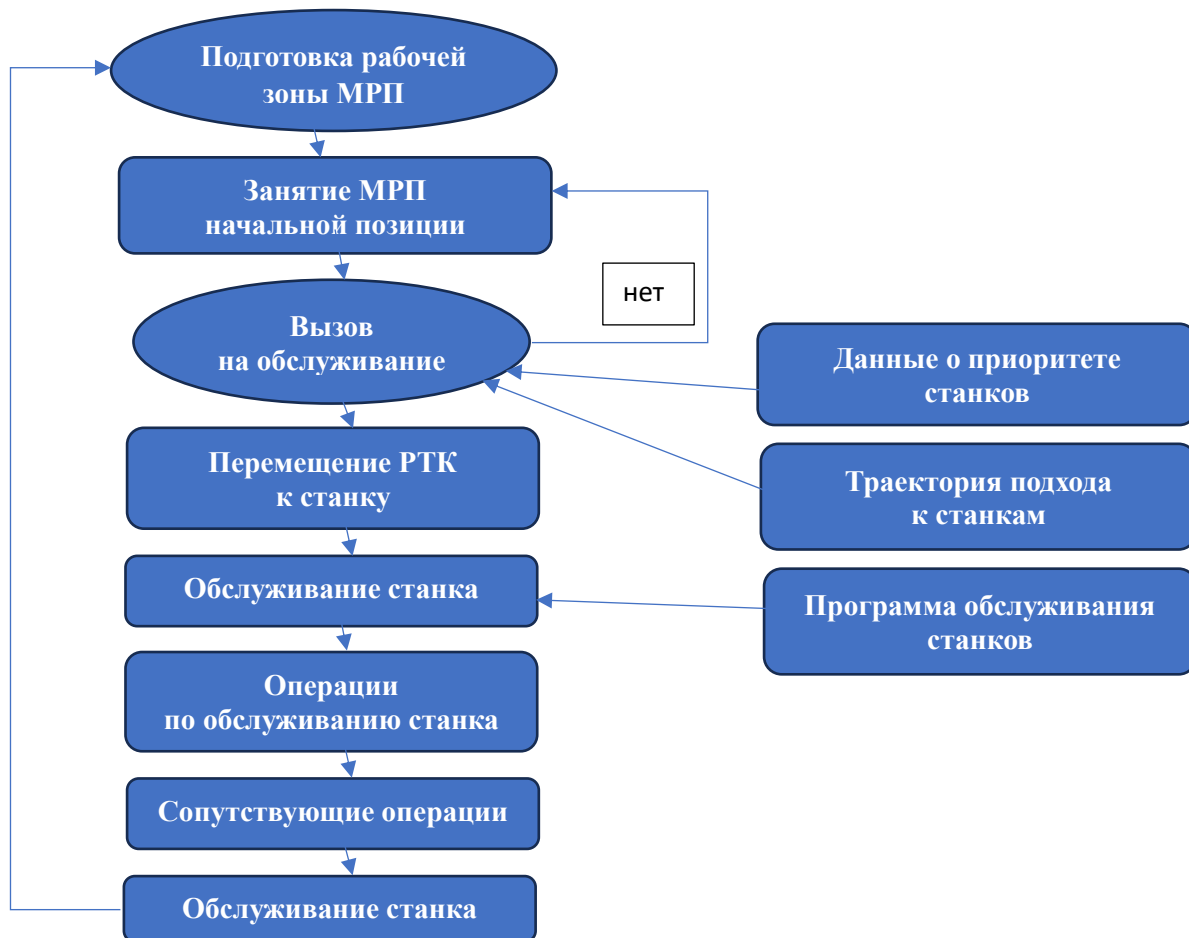 Подготовка рабочей
зоны МРП
Занятие МРП
начальной позиции
нет
Вызов
на обслуживание
Данные о приоритете
станков
Перемещение РТК
к станку
Траектория подхода
к станкам
Обслуживание станка
Программа обслуживания
станков
Операции
по обслуживанию станка
Сопутствующие операции
Обслуживание станка